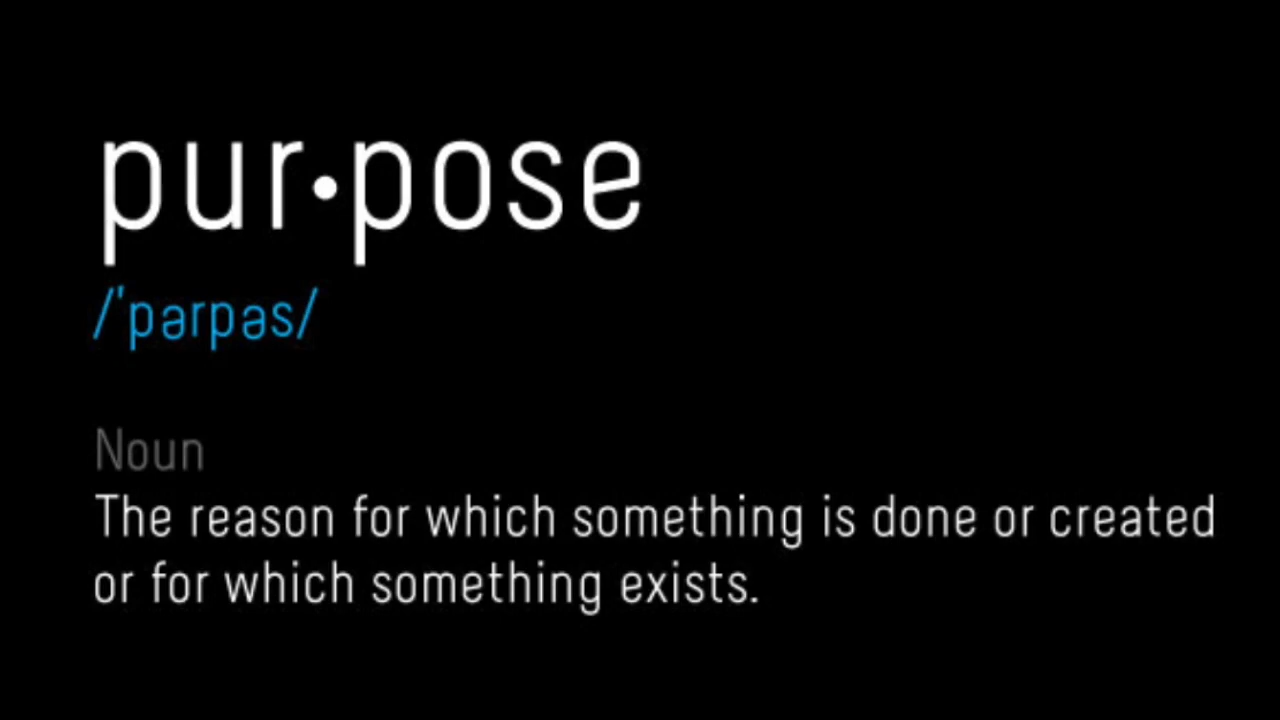 pur•pose
/ˈpərpəs/
Noun
The reason for which something is done or created
or for which something exists.